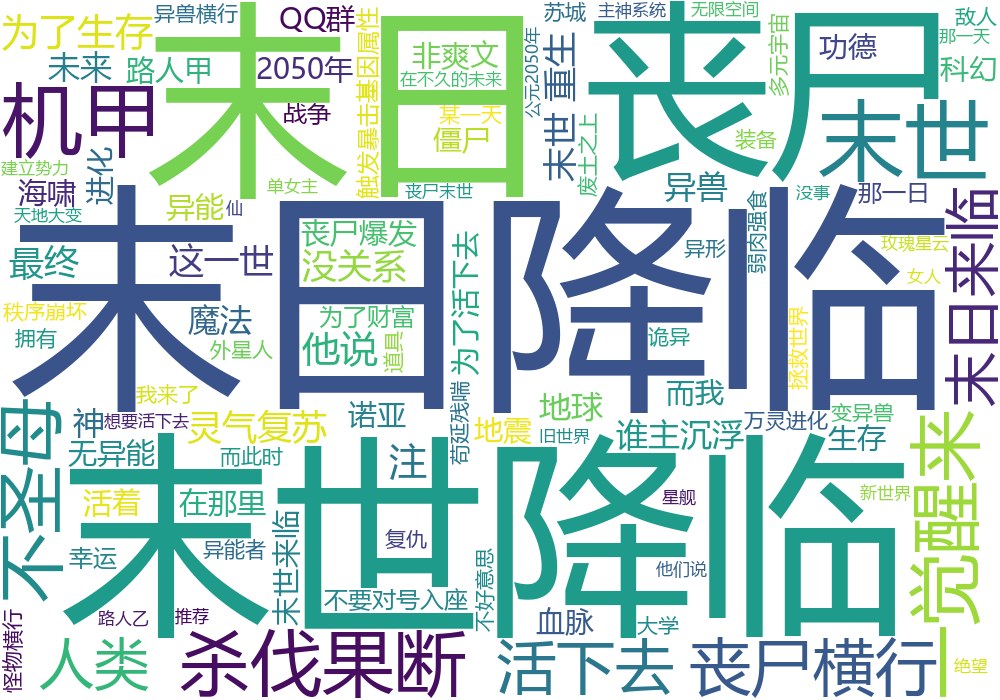 为了生存
异兽横行
QQ群
末日
非爽文
丧尸
苏城
主神系统
无限空间
敌人
那一天
未来
路人甲
2050年
在不久的未来
触发暴击基因属性
公元2050年
重生
多元宇宙
功德
科幻
机甲
战争
某一天
僵尸
末世
废土之上
装备
末世
建立势力
海啸
进化
单女主
丧尸末世
异兽
没事
那一日
天地大变
异能
仙
末日降临
丧尸爆发
没关系
为了活下去
异形
弱肉强食
玫瑰星云
女人
末日来临
最终
这一世
秩序崩坏
魔法
为了财富
诡异
拯救世界
拥有
外星人
他说
道具
我来了
而我
不圣母
神
想要活下去
灵气复苏
诺亚
苟延残喘
地震
地球
旧世界
谁主沉浮
万灵进化
变异兽
生存
无异能
而此时
注
末世降临
活着
在那里
星舰
新世界
一觉醒来
幸运
异能者
末世来临
复仇
不好意思
他们说
不要对号入座
怪物横行
路人乙
推荐
血脉
大学
人类
杀伐果断
活下去
丧尸横行
绝望